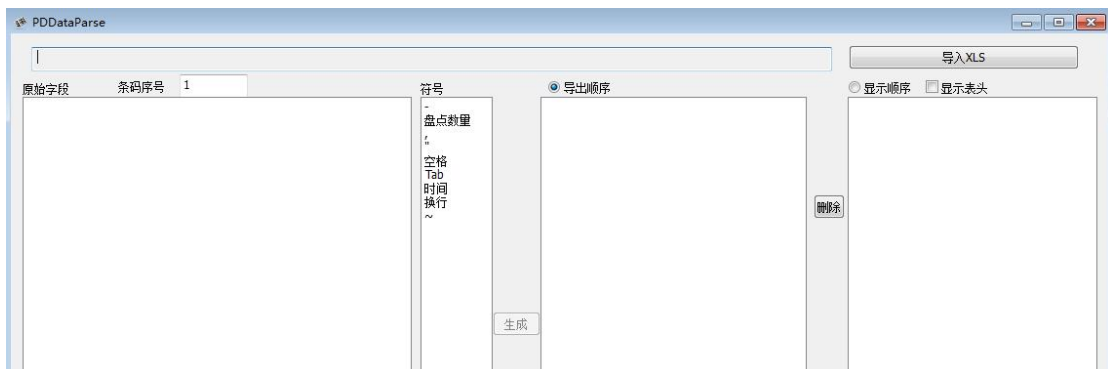 PDDataParse
导入XLS
原始字段 条码序号 1 符号 导出顺序 显示顺序 显示表头
-
盘点数量
空格
Tab
时间
换行
~
删除
生成